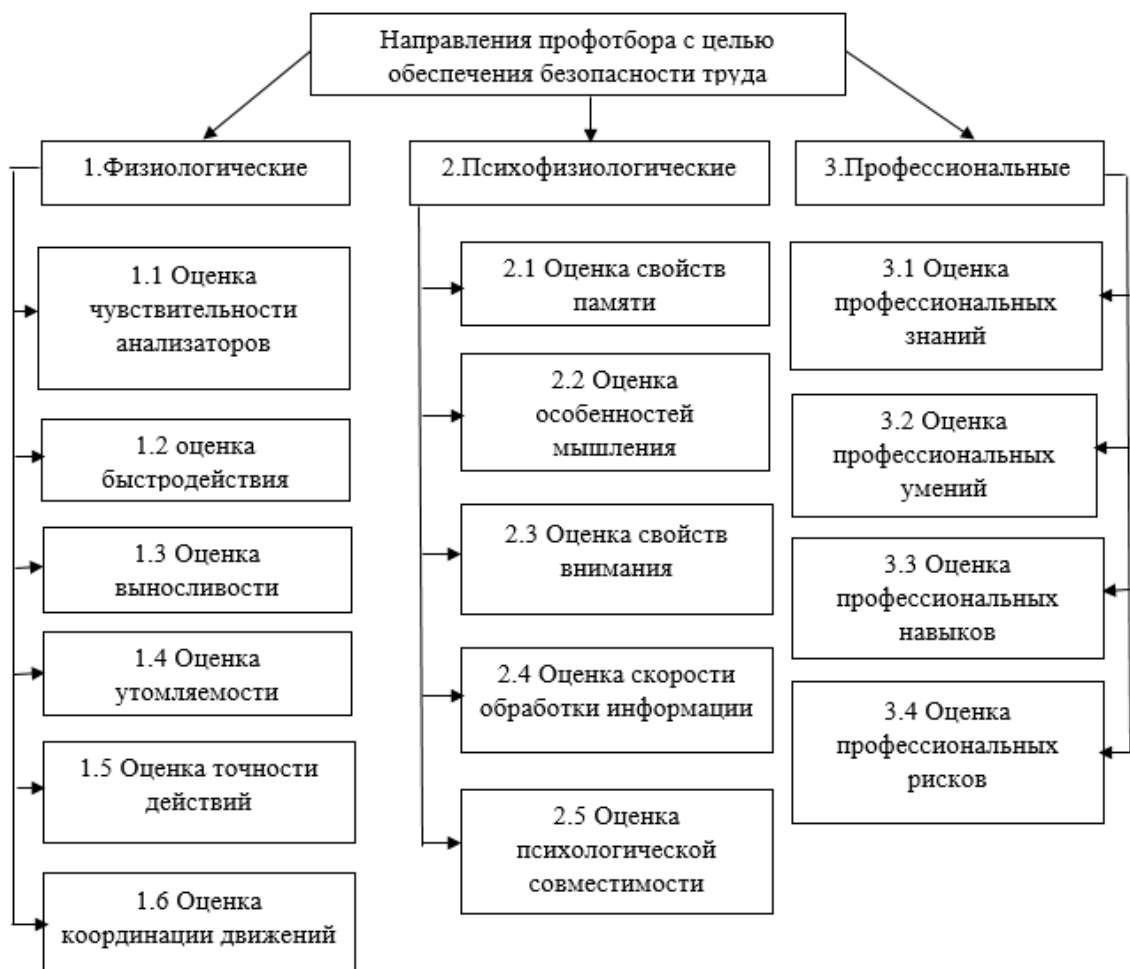 Направления профотбора с целью
обеспечения безопасности труда
1.Физиологические
2.Психофизиологические
3.Профессиональные
1.1 Оценка
чувствительности
анализаторов
1.2 оценка
быстродействия
1.3 Оценка
выносливости
1.4 Оценка
утомляемости
1.5 Оценка точности
действий
1.6 Оценка
координации движений
2.1 Оценка свойств
памяти
2.2 Оценка
особенностей
мышления
2.3 Оценка свойств
внимания
2.4 Оценка скорости
обработки информации
2.5 Оценка
психологической
совместимости
3.1 Оценка
профессиональных
знаний
3.2 Оценка
профессиональных
умений
3.3 Оценка
профессиональных
навыков
3.4 Оценка
профессиональных
рисков